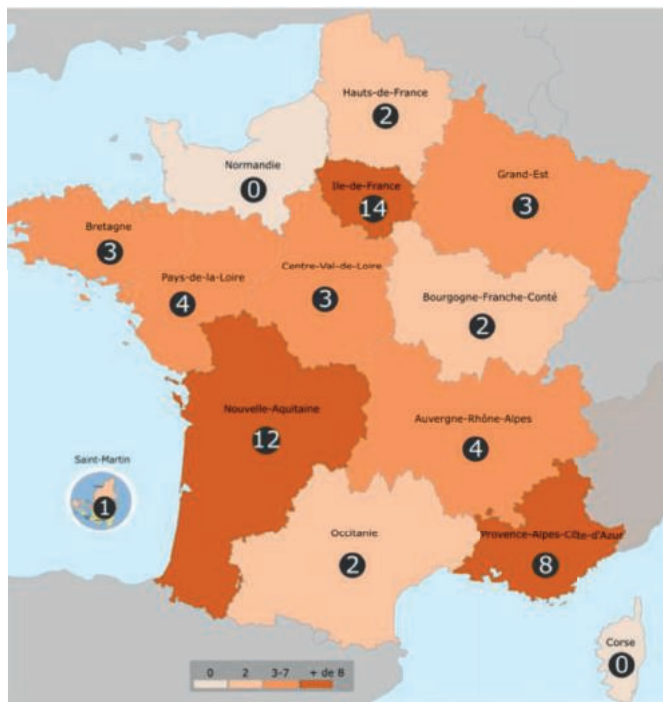 Hauts-de-France
2
Normandie
0
Ile-de-France
14
Grand-Est
3
Bretagne
3
Pays-de-la-Loire
4
Centre-Val-de-Loire
3
Bourgogne-Franche-Conté
2
Nouvelle-Aquitaine
12
Auvergne-Rhône-Alpes
4
Saint-Martin
1
Occitanie
2
Provence-Alpes-Côte-d'Azur
8
Corse
0
0 2 3-7 + de 8